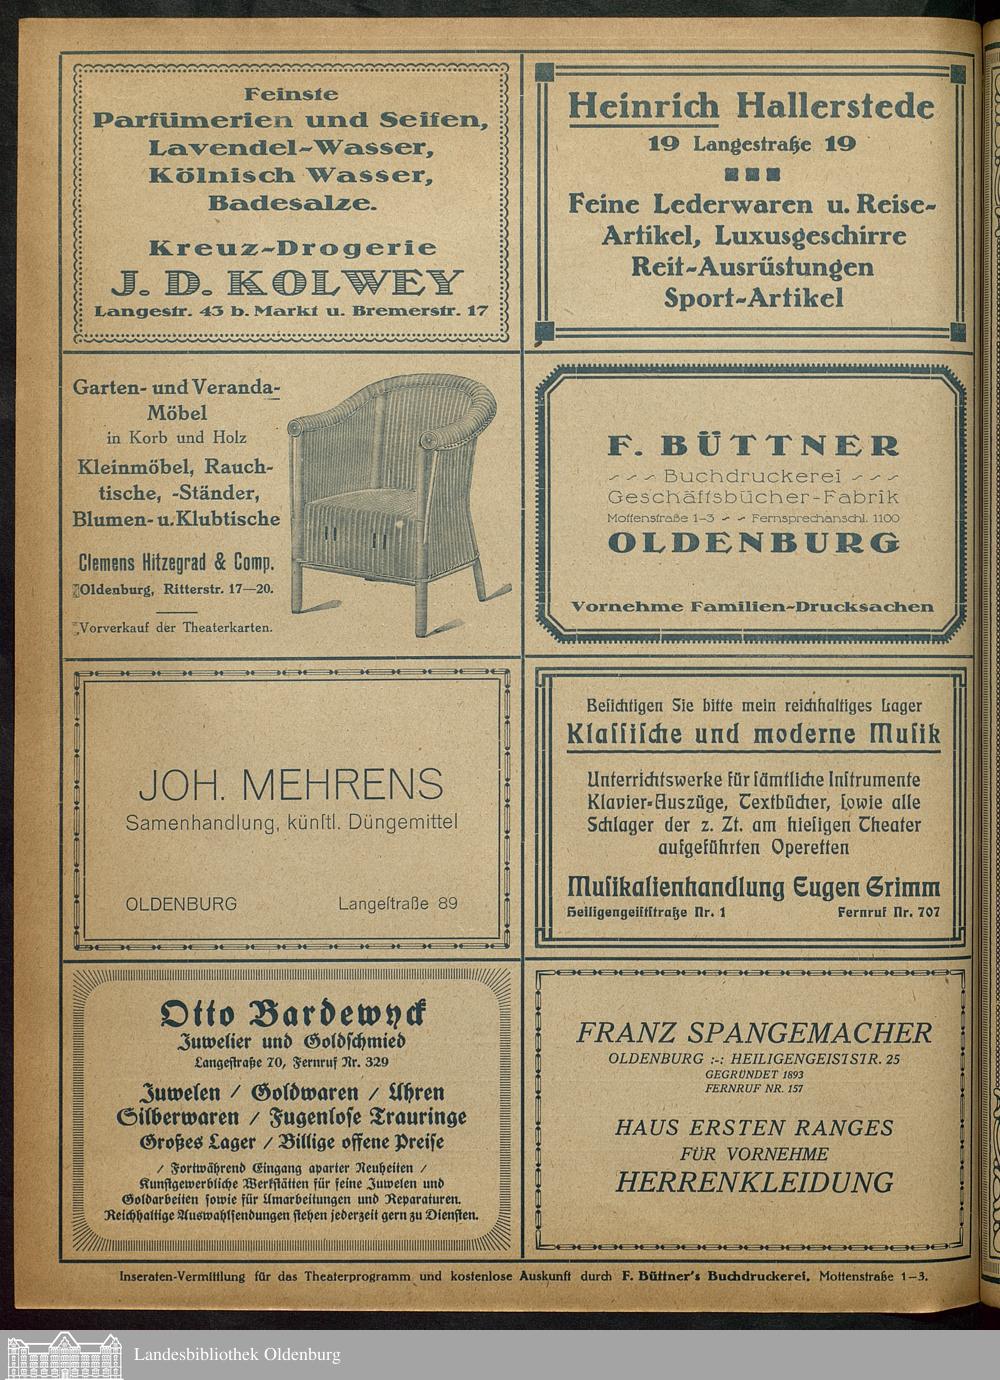 Feinste
Parfümerien und Seifen,
Lavendel-Wasser,
Kölnisch Wasser,
Badesalze.
Kreuz-Drogerie
J. D. KOLWEY
Langestr. 43 b. Markt u. Bremerstr. 17
Heinrich Hallerstede
19 Langestraße 19
Feine Lederwaren u. Reise-
Artikel, Luxusgeschirre
Reit-Ausrüstungen
Sport-Artikel
Garten- und Veranda-
Möbel
in Korb und Holz
Kleinmöbel, Rauch-
tische, -Ständer,
Blumen- u. Klubtische
Clemens Hitzegrad & Comp.
Oldenburg, Ritterstr. 17—20.
Vorverkauf der Theaterkarten.
F. BÜTTNER
Buchdruckerei
Geschäftsbücher-Fabrik
Mottenstraße 1-3 Fernsprechanschl. 1100
OLDENBURG
Vornehme Familien-Drucksachen
JOH. MEHRENS
Samenhandlung, künſtl. Düngemittel
OLDENBURG Langeſtraße 89
Beſichtigen Sie bitte mein reichhaltiges Lager
Klaſſiſche und moderne Muſik
Unterrichtswerke für ſämtliche Inſtrumente
Klavier-Auszüge, Textbücher, ſowie alle
Schlager der z. Zt. am hieſigen Theater
aufgeführten Operetten
Muſikalienhandlung Eugen Grimm
Heiligengeiſtſtraße Nr. 1 Fernruf Nr. 707
Otto Bardewyck
Juwelier und Goldſchmied
Langeſtraße 70, Fernruf Nr. 329
Juwelen / Goldwaren / Uhren
Silberwaren / Fugenloſe Trauringe
Großes Lager / Billige offene Preiſe
/ Fortwährend Eingang aparter Neuheiten /
Kunſtgewerbliche Werkſtätten für feine Juwelen und
Goldarbeiten ſowie für Umarbeitungen und Reparaturen.
Reichhaltige Auswahlſendungen ſtehen jederzeit gern zu Dienſten.
FRANZ SPANGEMACHER
OLDENBURG :-: HEILIGENGEISTSTR. 25
GEGRÜNDET 1893
FERNRUF NR. 157
HAUS ERSTEN RANGES
FÜR VORNEHME
HERRENKLEIDUNG
Inseraten-Vermittlung für das Theaterprogramm und kostenlose Auskunft durch F. Büttner's Buchdruckerei, Mottenstraße 1—3.
Landesbibliothek Oldenburg